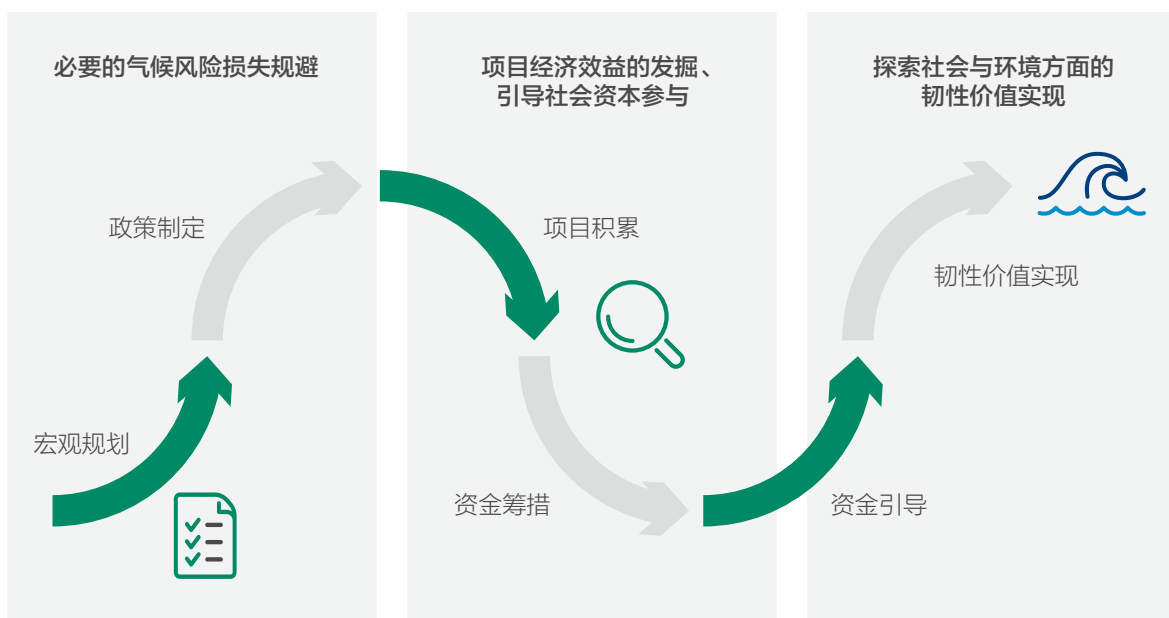 必要的气候风险损失规避
政策制定
宏观规划
项目经济效益的发掘、
引导社会资本参与
项目积累
资金筹措
探索社会与环境方面的
韧性价值实现
韧性价值实现
资金引导